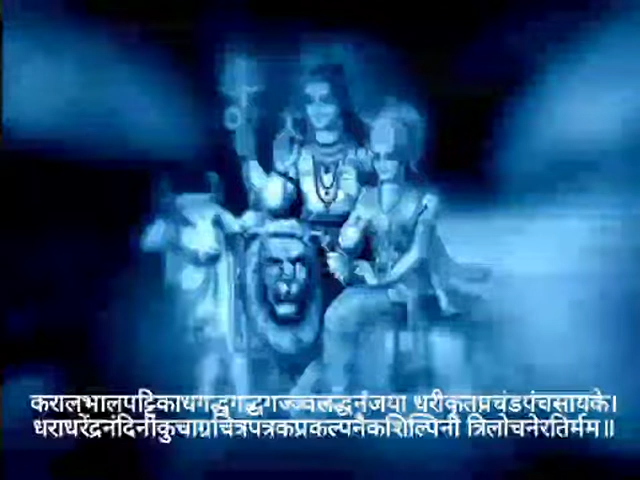 करालभालपट्टिकाधगद्धगद्धगज्ज्वलद्धनंजया धरीकृतप्रचंडपंचसायके।
धराधरेंद्रनंदिनीकुचाग्रचित्रपत्रकप्रकल्पनैकशिल्पिनी त्रिलोचनेरतिर्मम॥